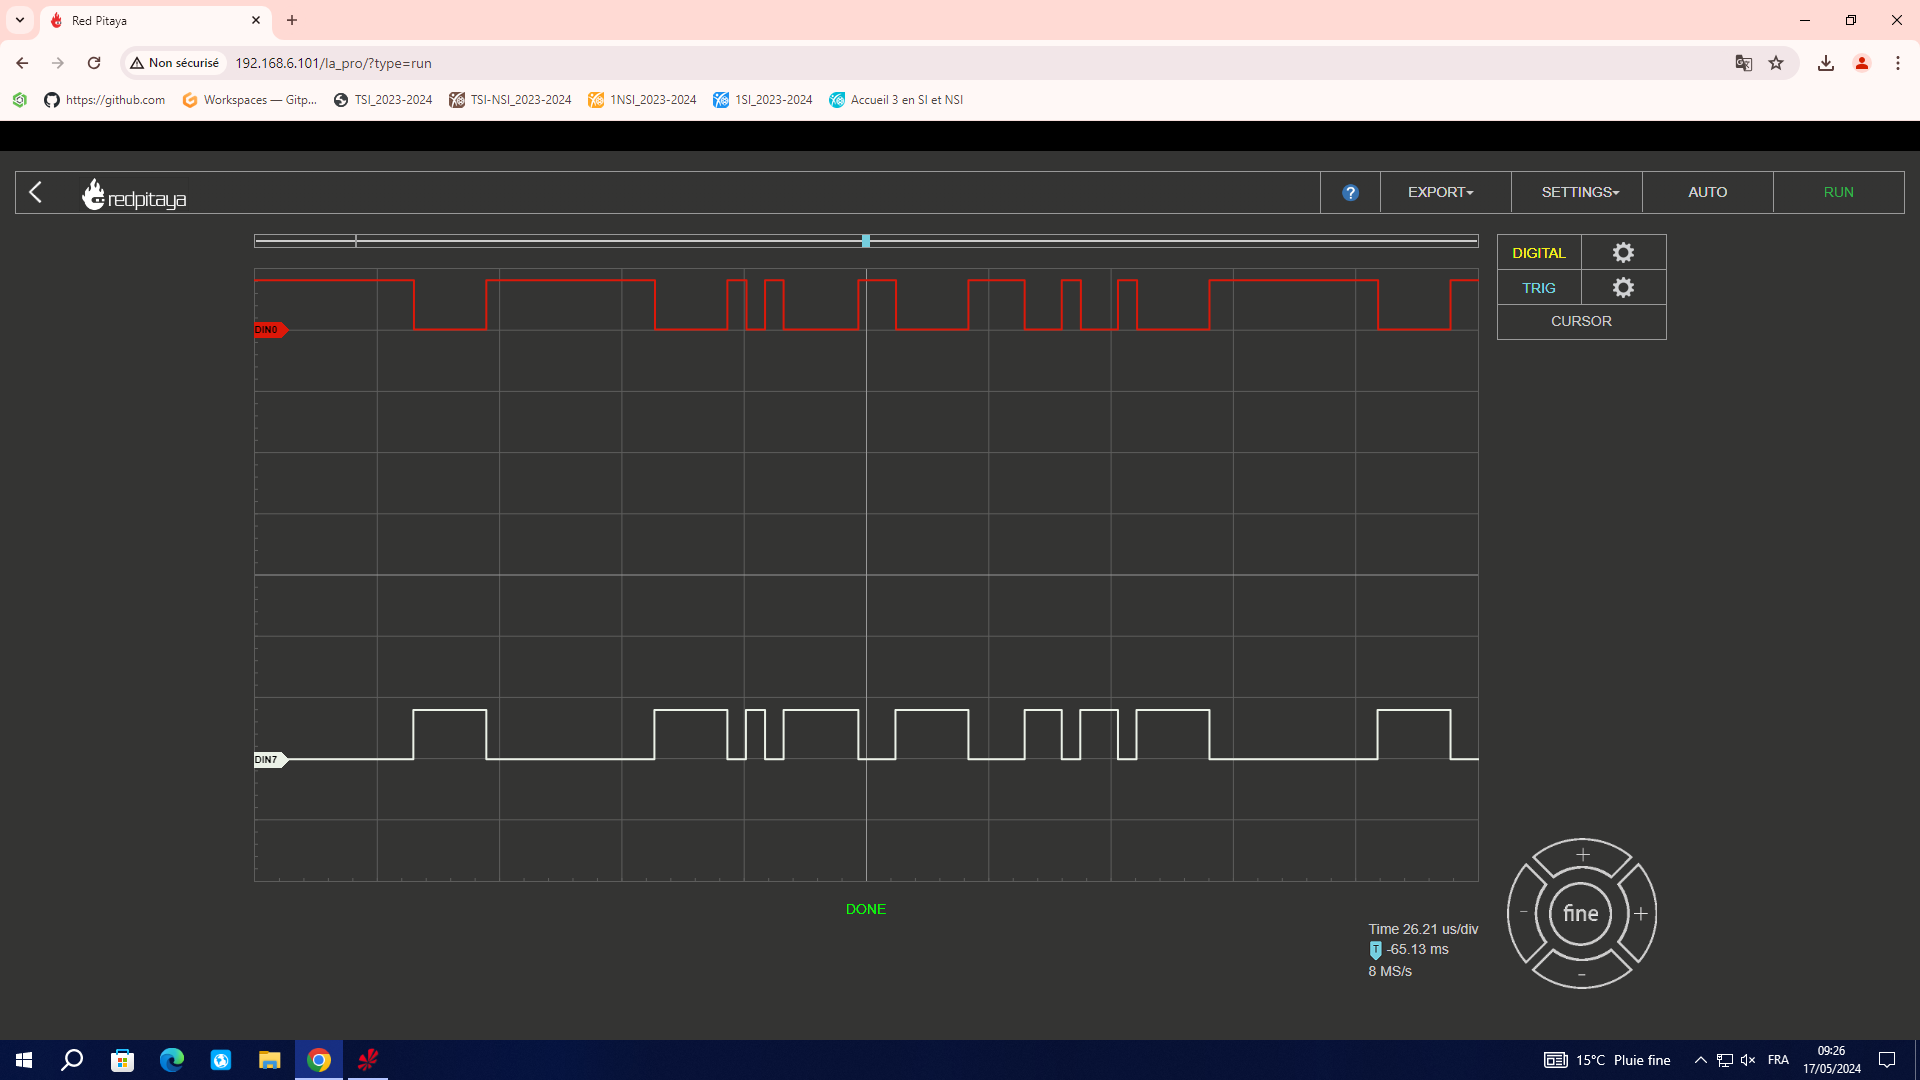 Red Pitaya
Non sécurisé
192.168.6.101/la_pro/?type=run
https://github.com
Workspaces — Gitp...
TSI_2023-2024
TSI-NSI_2023-2024
1NSI_2023-2024
1SI_2023-2024
Accueil 3 en SI et NSI
redpitaya
?
EXPORT
SETTINGS
AUTO
RUN
DIGITAL
TRIG
CURSOR
DIN0
DIN7
DONE
Time 26.21 us/div
T -65.13 ms
8 MS/s
+
- fine +
-
15°C Pluie fine
FRA
09:26
17/05/2024